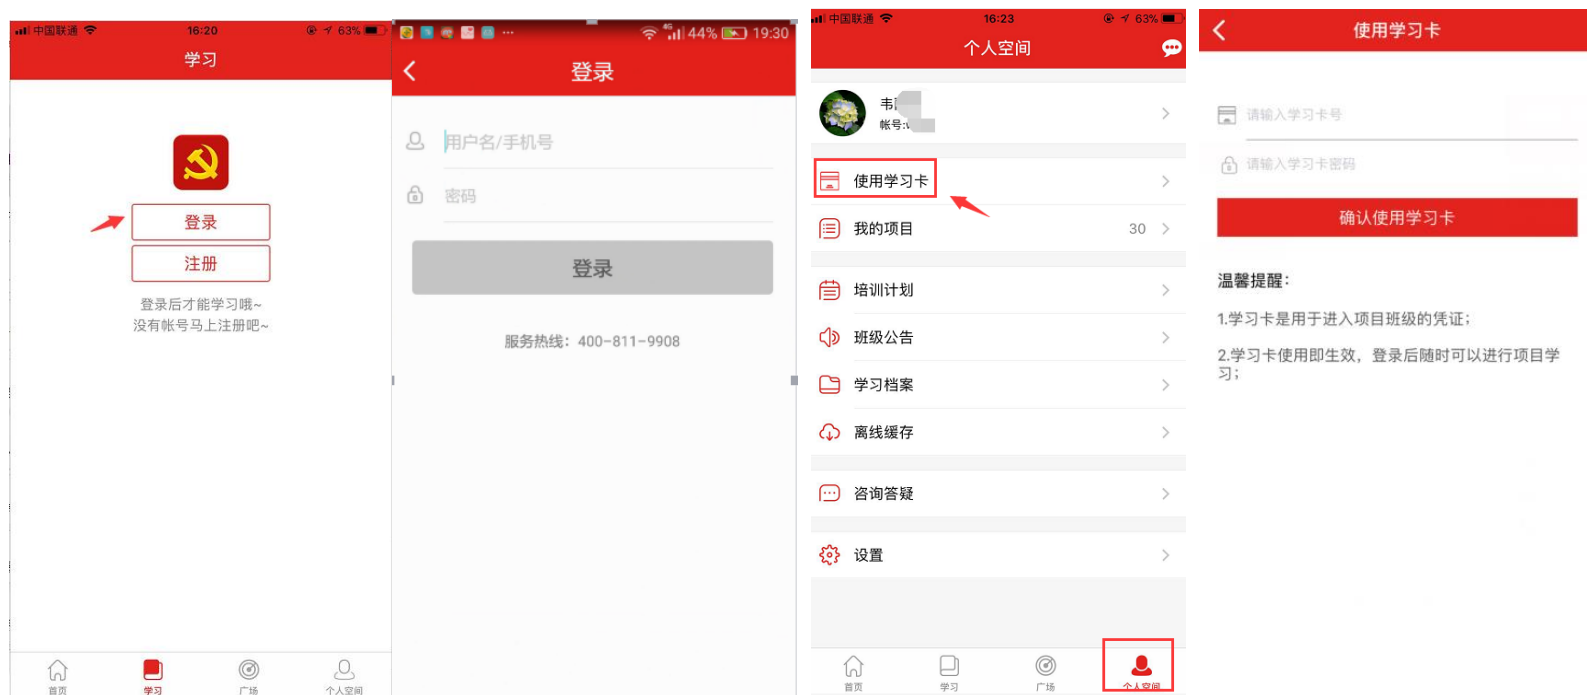 中国联通
16:20
63%
学习
登录
注册
登录后才能学习哦~
没有帐号马上注册吧~
首页
学习
广场
个人空间
4G
44%
19:30
登录
用户名/手机号
密码
登录
服务热线：400-811-9908
中国联通
16:23
63%
个人空间
韦
帐号:
使用学习卡
我的项目
30
培训计划
班级公告
学习档案
离线缓存
咨询答疑
设置
首页
学习
广场
个人空间
使用学习卡
请输入学习卡号
请输入学习卡密码
确认使用学习卡
温馨提醒：
1.学习卡是用于进入项目班级的凭证；
2.学习卡使用即生效，登录后随时可以进行项目学
习；